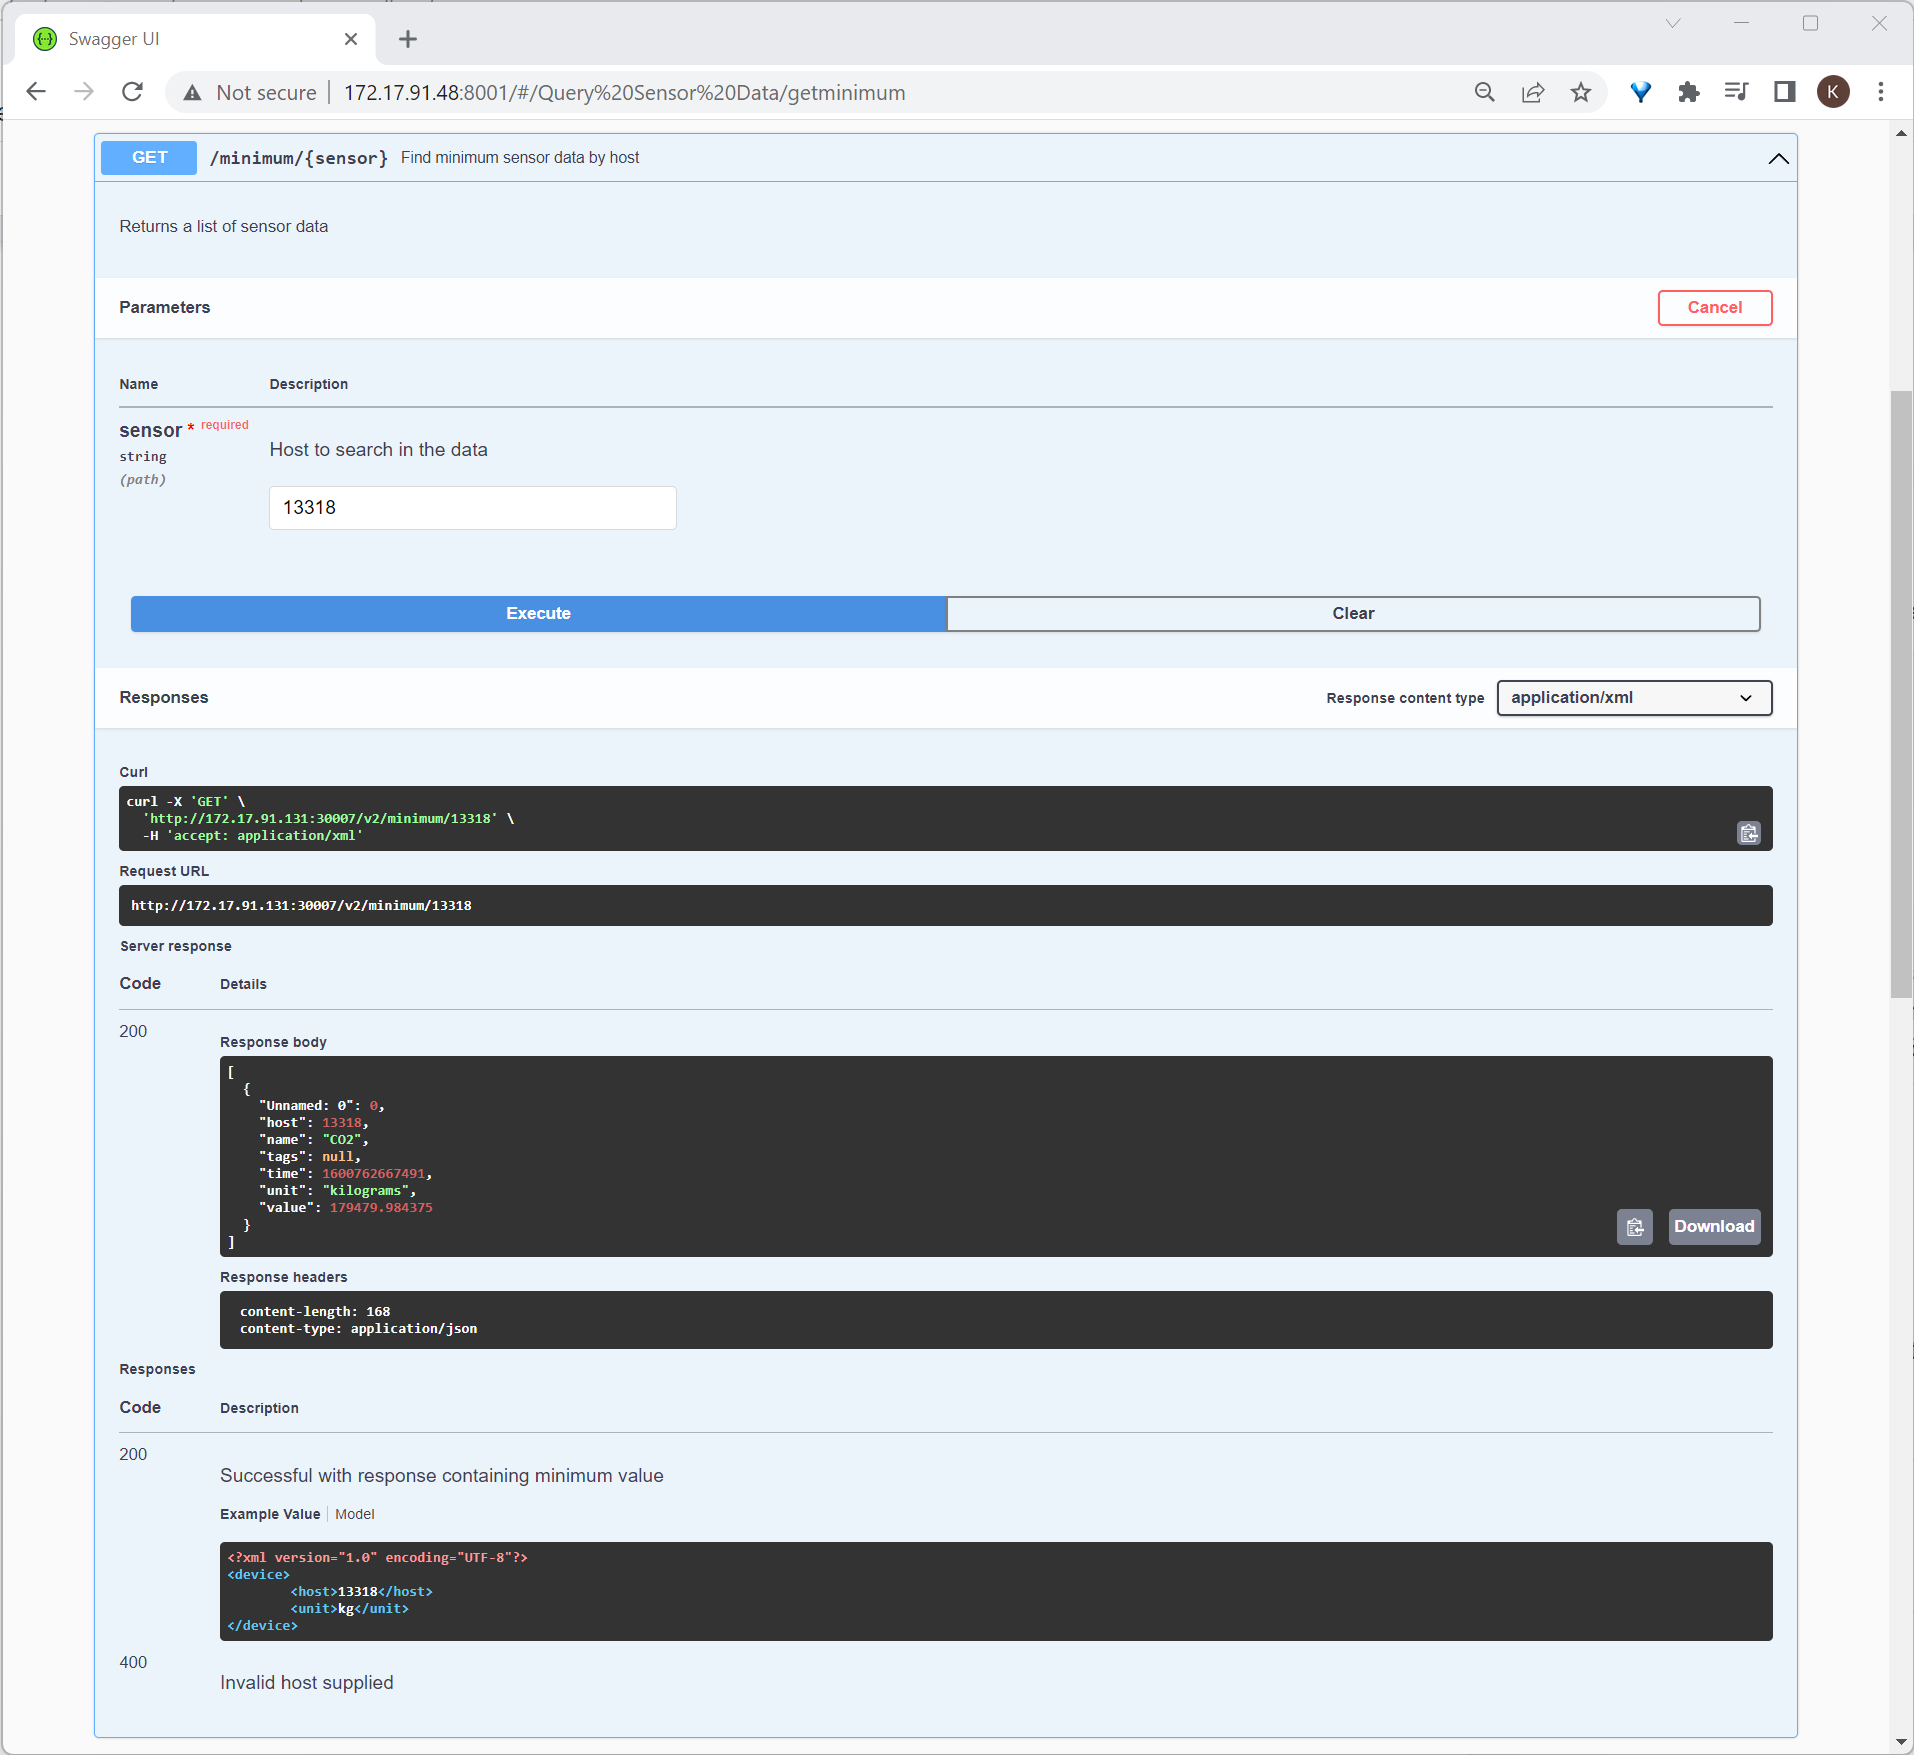 Swagger UI
Not secure 172.17.91.48:8001/#/Query%20Sensor%20Data/getminimum
K
GET /minimum/{sensor} Find minimum sensor data by host
Returns a list of sensor data
Parameters
Cancel
Name Description
sensor * required
string
(path)
Host to search in the data
13318
Execute Clear
Responses
Response content type application/xml
Curl
curl -X 'GET' \
  'http://172.17.91.131:30007/v2/minimum/13318' \
  -H 'accept: application/xml'
Request URL
http://172.17.91.131:30007/v2/minimum/13318
Server response
Code Details
200
Response body
[
  {
    "Unnamed: 0": 0,
    "host": 13318,
    "name": "CO2",
    "tags": null,
    "time": 1600762667491,
    "unit": "kilograms",
    "value": 179479.984375
  }
]
Download
Response headers
content-length: 168
content-type: application/json
Responses
Code Description
200
Successful with response containing minimum value
Example Value Model
<?xml version="1.0" encoding="UTF-8"?>
<device>
        <host>13318</host>
        <unit>kg</unit>
</device>
400
Invalid host supplied